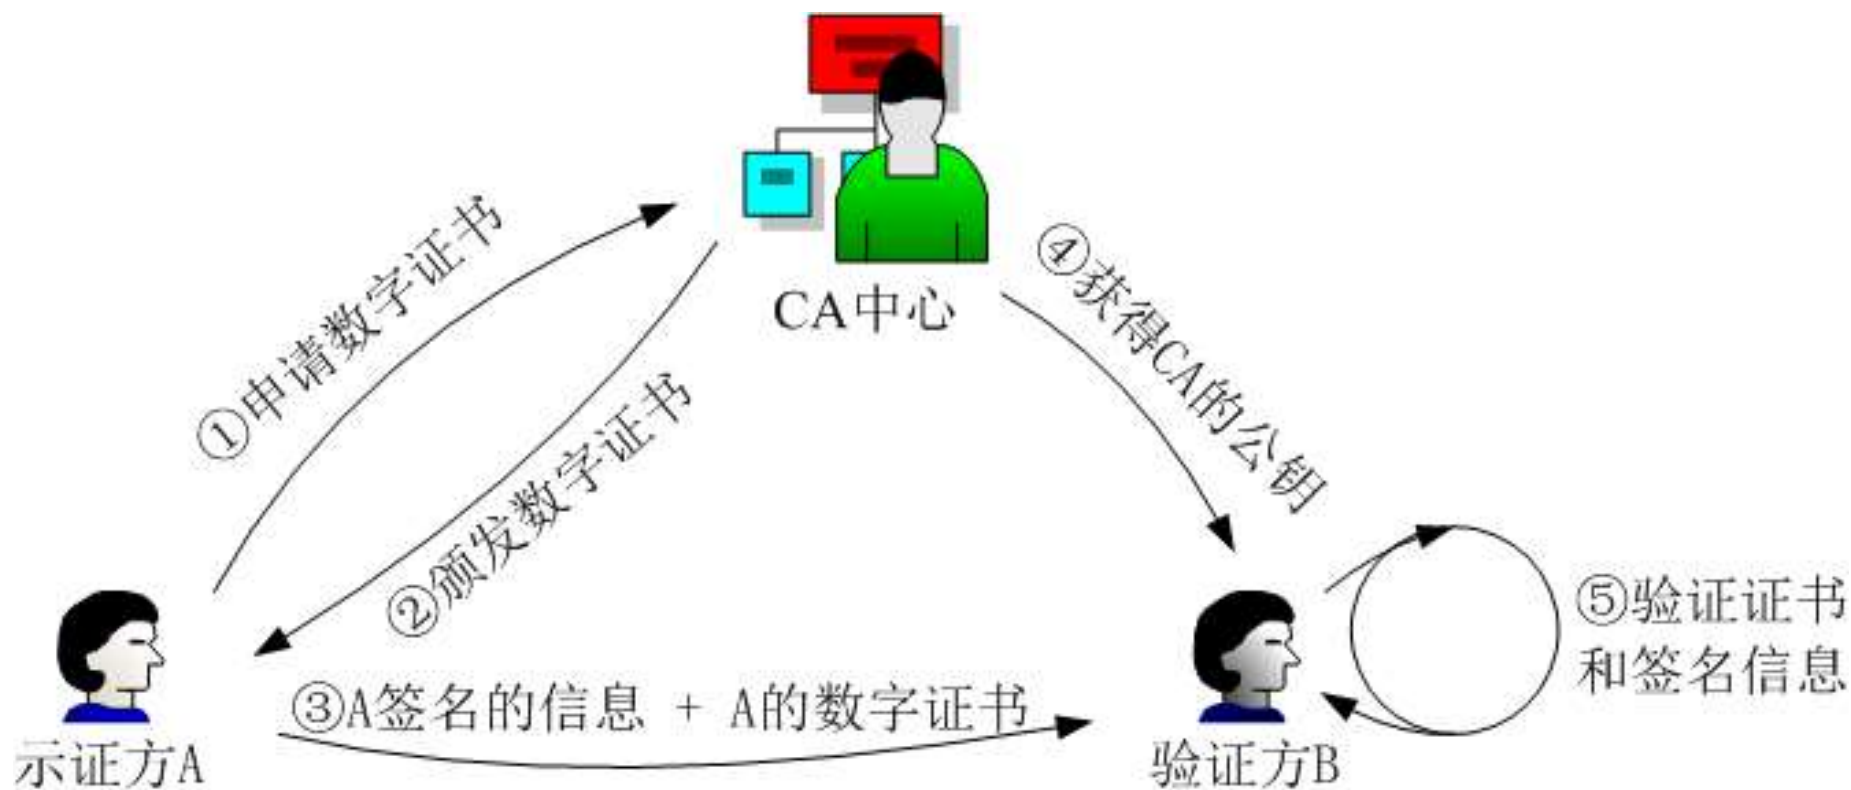 CA中心
①申请数字证书
②颁发数字证书
④获得CA的公钥
③A签名的信息 + A的数字证书
⑤验证证书
和签名信息
示证方A
验证方B